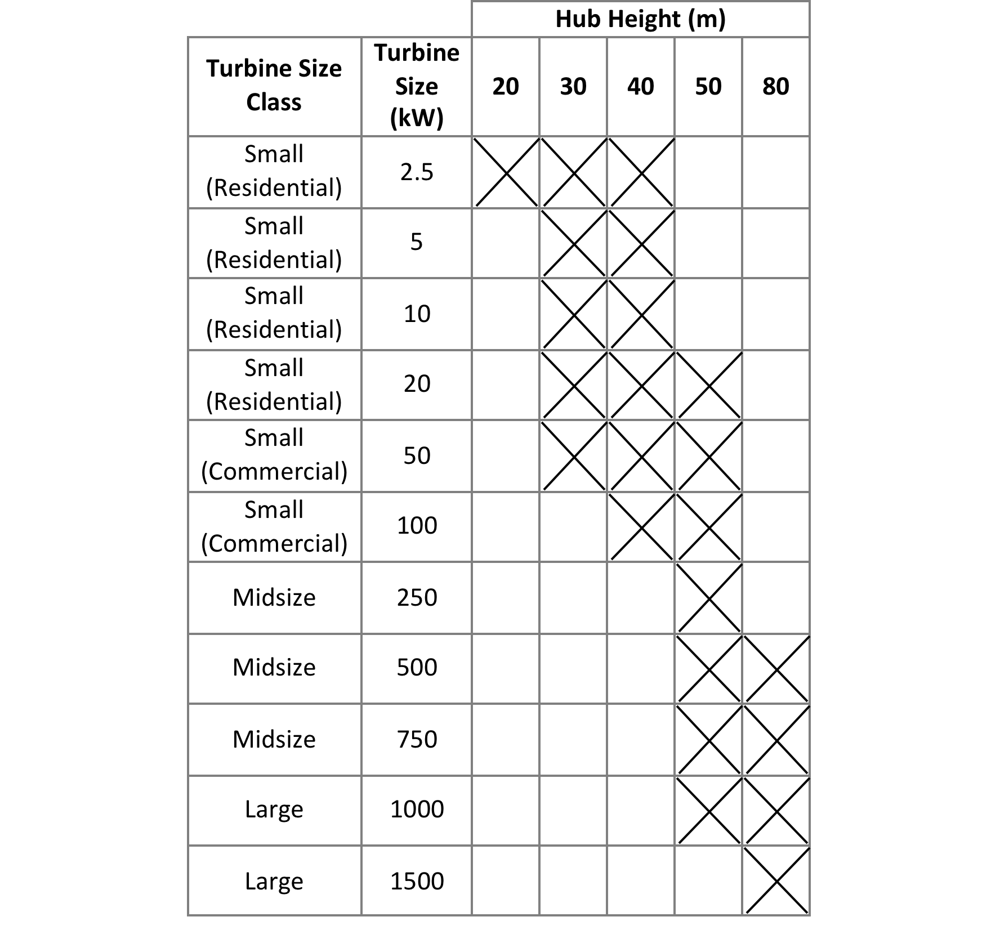 Hub Height (m)
Turbine Size
Class
Turbine
Size
(kW)
20
30
40
50
80
Small
(Residential)
2.5
Small
(Residential)
5
Small
(Residential)
10
Small
(Residential)
20
Small
(Commercial)
50
Small
(Commercial)
100
Midsize
250
Midsize
500
Midsize
750
Large
1000
Large
1500